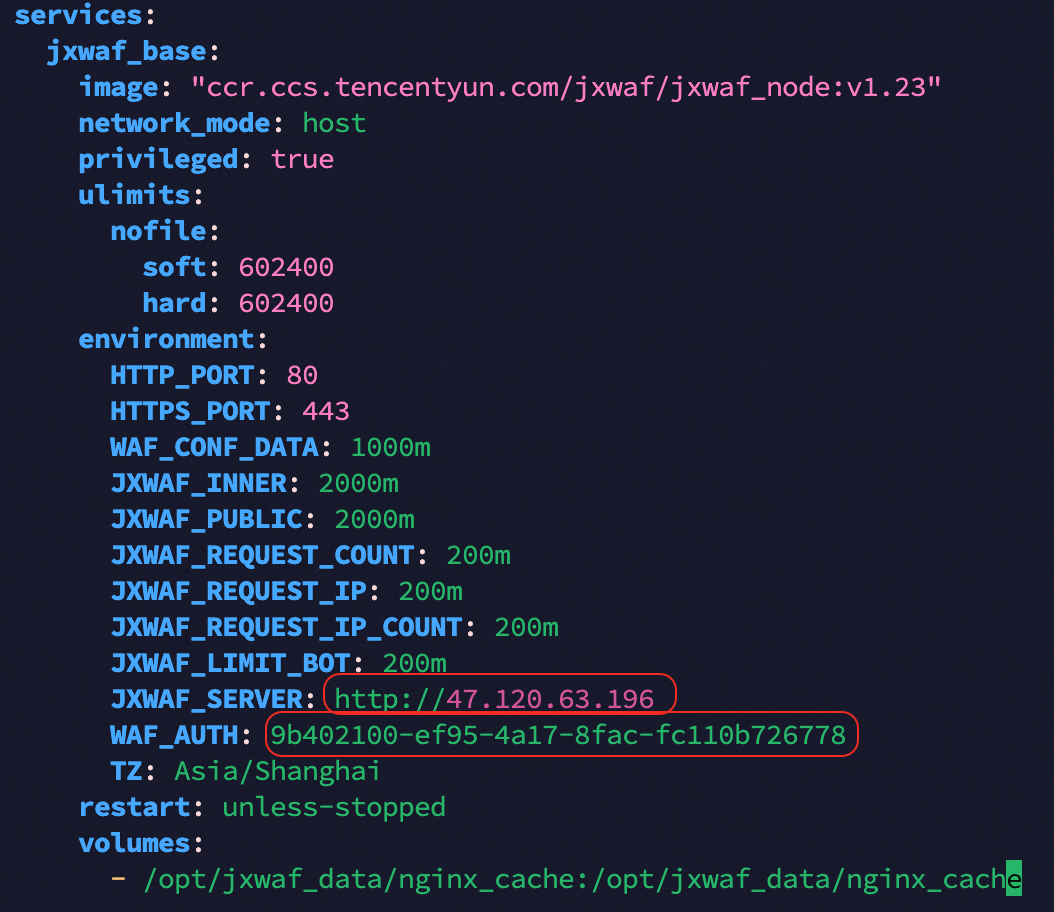 services:
  jxwaf_base:
    image: "ccr.ccs.tencentyun.com/jxwaf/jxwaf_node:v1.23"
    network_mode: host
    privileged: true
    ulimits:
      nofile:
        soft: 602400
        hard: 602400
    environment:
      HTTP_PORT: 80
      HTTPS_PORT: 443
      WAF_CONF_DATA: 1000m
      JXWAF_INNER: 2000m
      JXWAF_PUBLIC: 2000m
      JXWAF_REQUEST_COUNT: 200m
      JXWAF_REQUEST_IP: 200m
      JXWAF_REQUEST_IP_COUNT: 200m
      JXWAF_LIMIT_BOT: 200m
      JXWAF_SERVER: http://47.120.63.196
      WAF_AUTH: 9b402100-ef95-4a17-8fac-fc110b726778
      TZ: Asia/Shanghai
    restart: unless-stopped
    volumes:
      - /opt/jxwaf_data/nginx_cache:/opt/jxwaf_data/nginx_cache